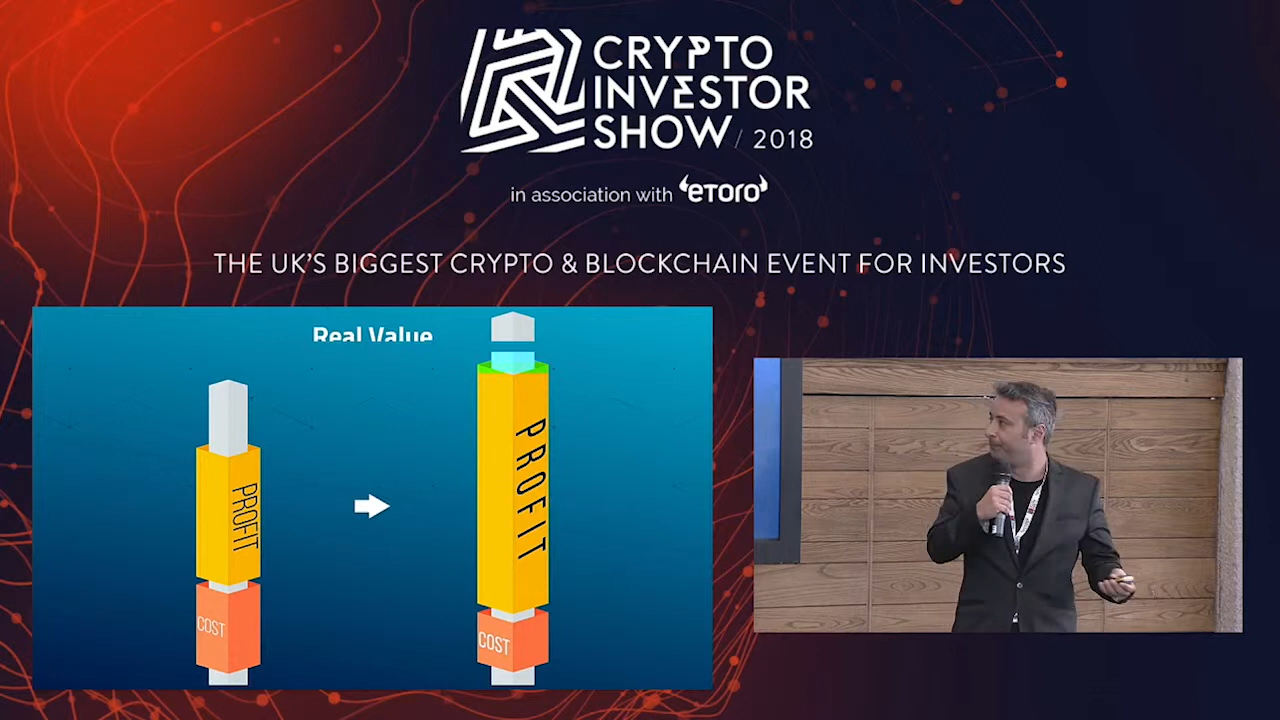 CRYPTO
INVESTOR
SHOW / 2018
in association with eToro
THE UK'S BIGGEST CRYPTO & BLOCKCHAIN EVENT FOR INVESTORS
Real Value
PROFIT
COST
PROFIT
COST